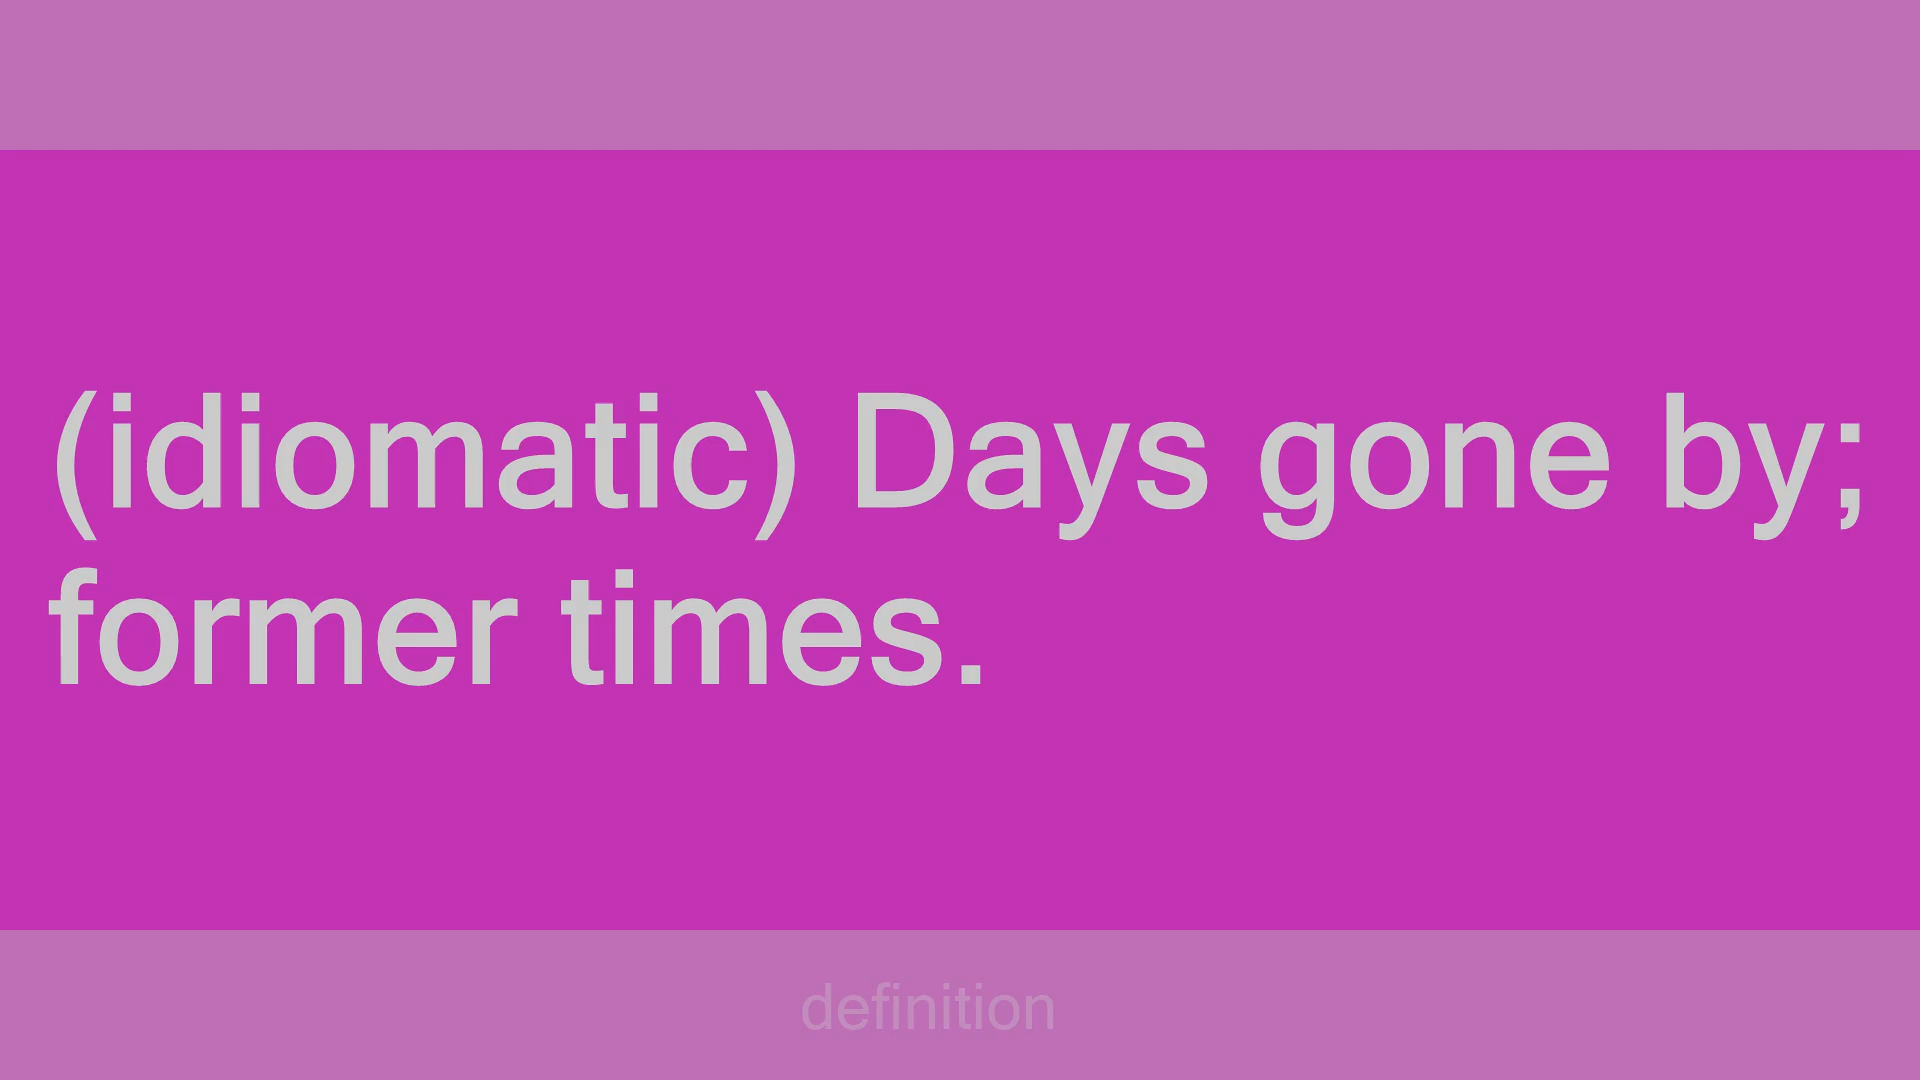 (idiomatic) Days gone by;
former times.
definition